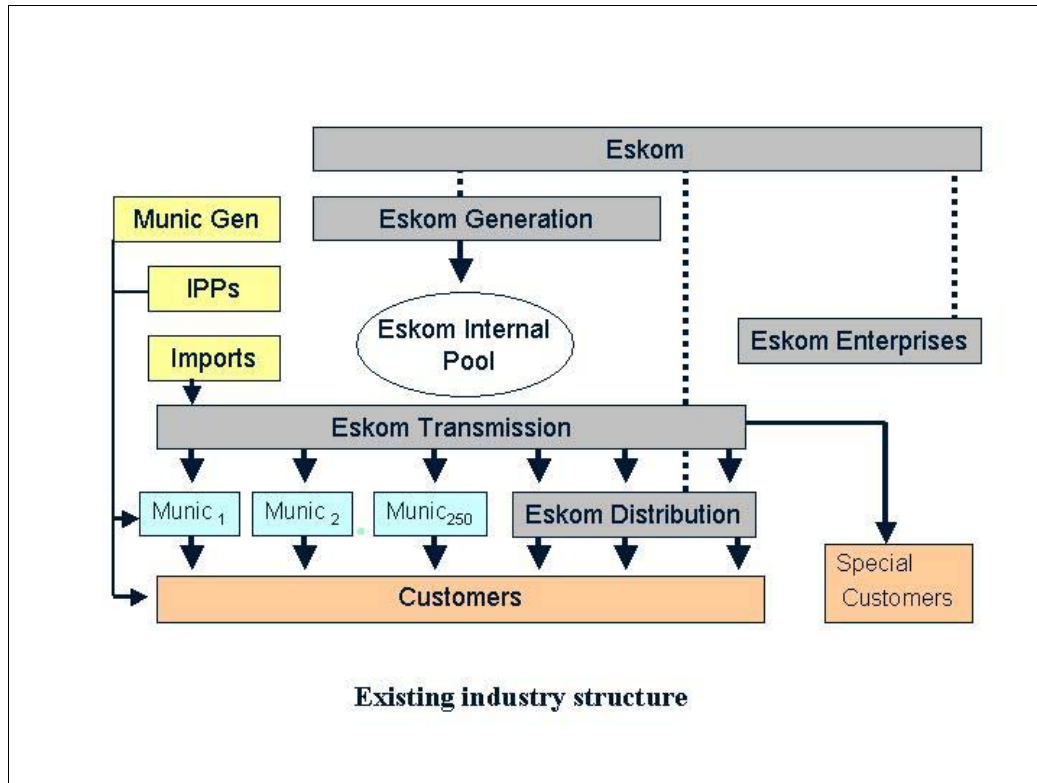 Eskom
Munic Gen
Eskom Generation
IPPs
Eskom Internal
Pool
Eskom Enterprises
Imports
Eskom Transmission
Munic 1
Munic 2
Munic250
Eskom Distribution
Special
Customers
Customers
Existing industry structure